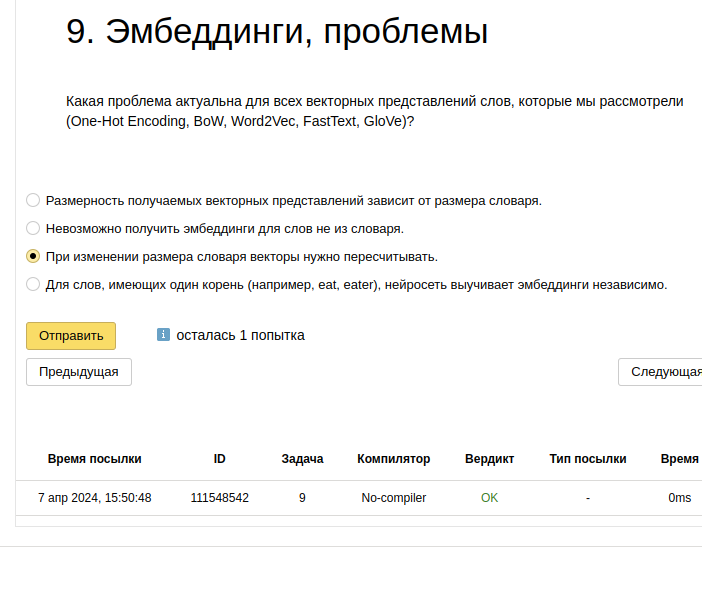 9. Эмбеддинги, проблемы
Какая проблема актуальна для всех векторных представлений слов, которые мы рассмотрели
(One-Hot Encoding, BoW, Word2Vec, FastText, GloVe)?
Размерность получаемых векторных представлений зависит от размера словаря.
Невозможно получить эмбеддинги для слов не из словаря.
При изменении размера словаря векторы нужно пересчитывать.
Для слов, имеющих один корень (например, eat, eater), нейросеть выучивает эмбеддинги независимо.
Отправить осталась 1 попытка
Предыдущая Следующая
Время посылки ID Задача Компилятор Вердикт Тип посылки Время
7 апр 2024, 15:50:48 111548542 9 No-compiler OK - 0ms